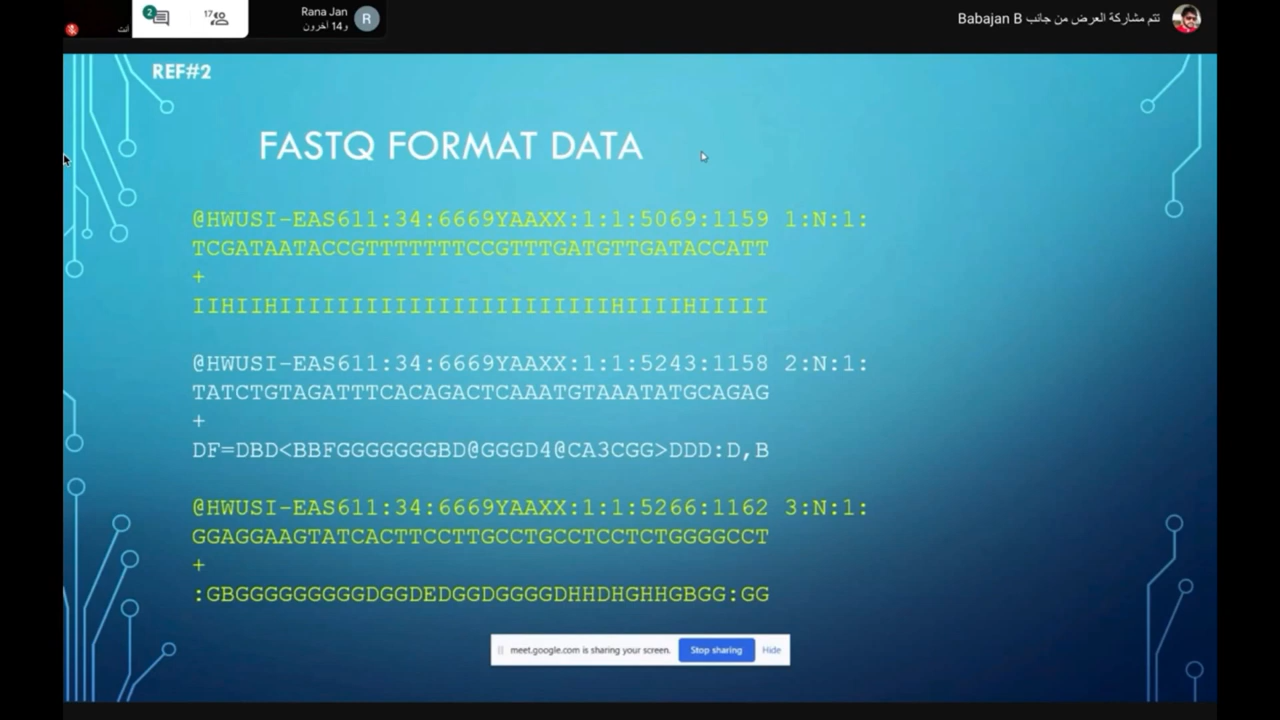 2
17
أنت
Rana Jan
و14 آخرون
R
تتم مشاركة العرض من جانب Babajan B
REF#2
FASTQ FORMAT DATA
@HWUSI-EAS611:34:6669YAAXX:1:1:5069:1159 1:N:1:
TCGATAATACCGTTTTTTTCCGTTTGATGTTGATACCATT
+
IIHIIHIIIIIIIIIIIIIIIIIIIIIIIHIIIIHIIIII
@HWUSI-EAS611:34:6669YAAXX:1:1:5243:1158 2:N:1:
TATCTGTAGATTTCACAGACTCAAATGTAAATATGCAGAG
+
DF=DBD<BBFGGGGGGGBD@GGGD4@CA3CGG>DDD:D,B
@HWUSI-EAS611:34:6669YAAXX:1:1:5266:1162 3:N:1:
GGAGGAAGTATCACTTCCTTGCCTGCCTCCTCTGGGGCCT
+
:GBGGGGGGGGGDGGDEDGGDGGGGDHHDHGHHGBGG:GG
meet.google.com is sharing your screen.
Stop sharing
Hide